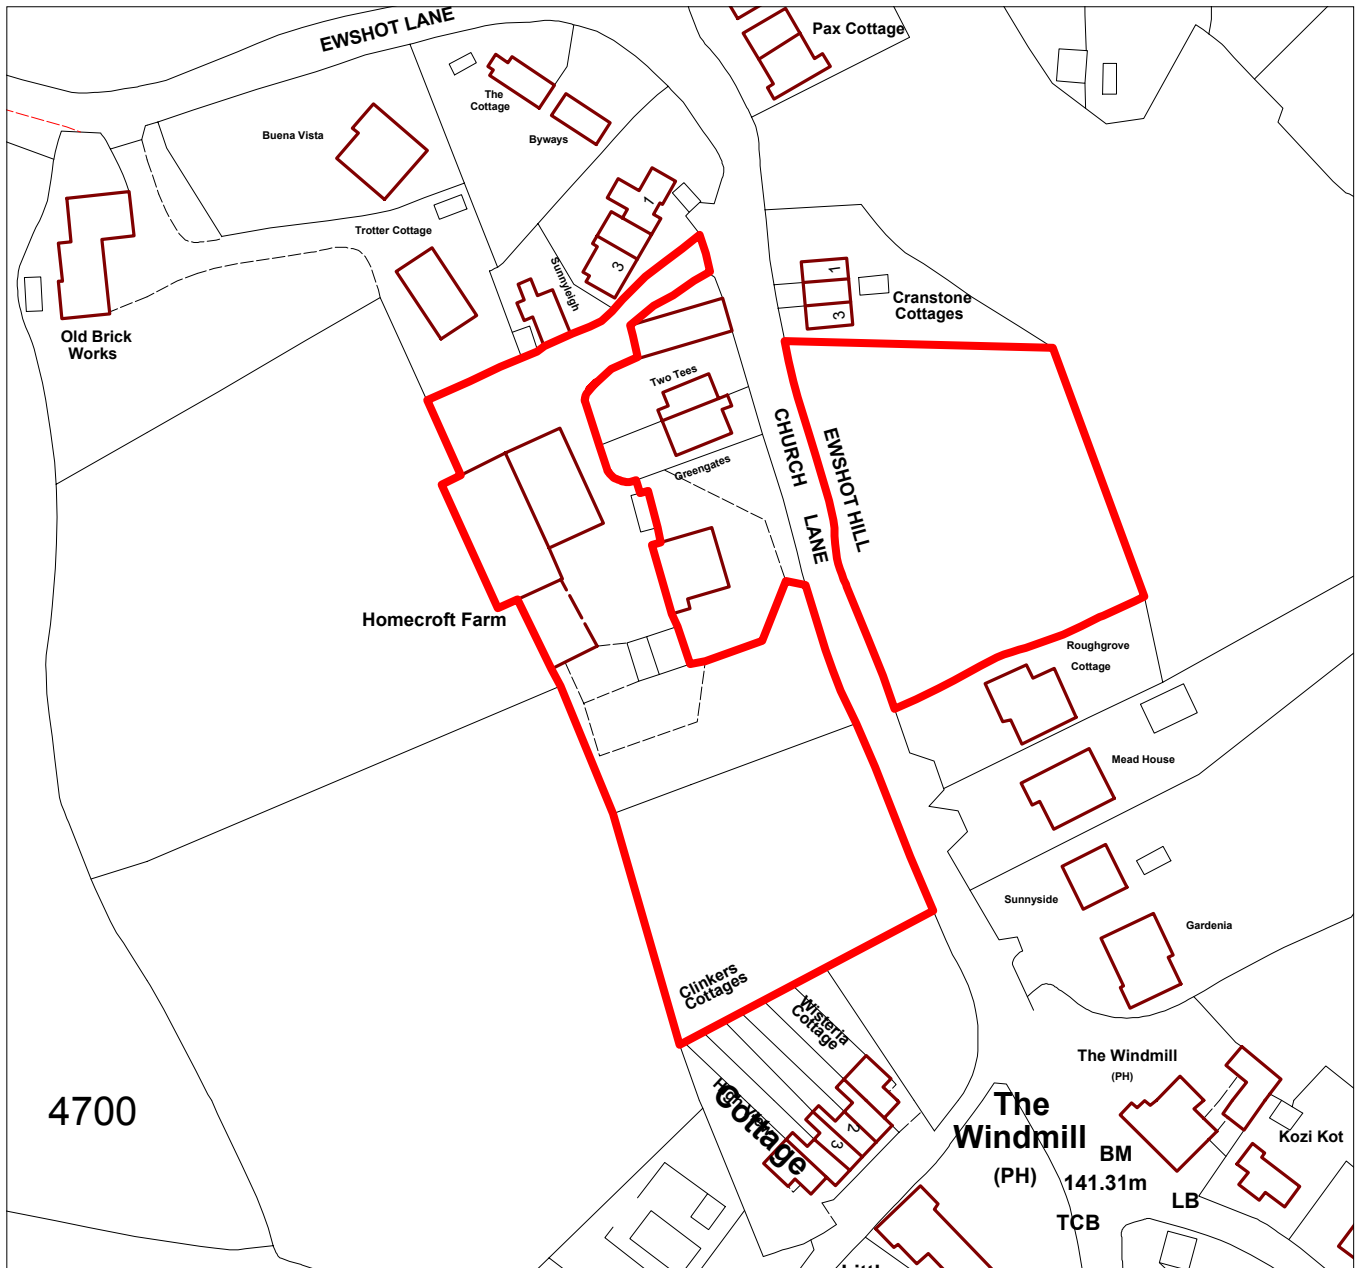 EWSHOT LANE
Pax Cottage
The
Cottage
Byways
Buena Vista
1
Trotter Cottage
3
Sunnyleigh
1
3
Cranstone
Cottages
Old Brick
Works
Two Tees
CHURCH LANE
EWSHOT HILL
Greengates
Homecroft Farm
Roughgrove
Cottage
Mead House
Sunnyside
Gardenia
Clinkers
Cottages
Wisteria
Cottage
The Windmill
(PH)
High View
Cottage
2
3
4700
The
Windmill
(PH)
BM
141.31m
Kozi Kot
LB
TCB